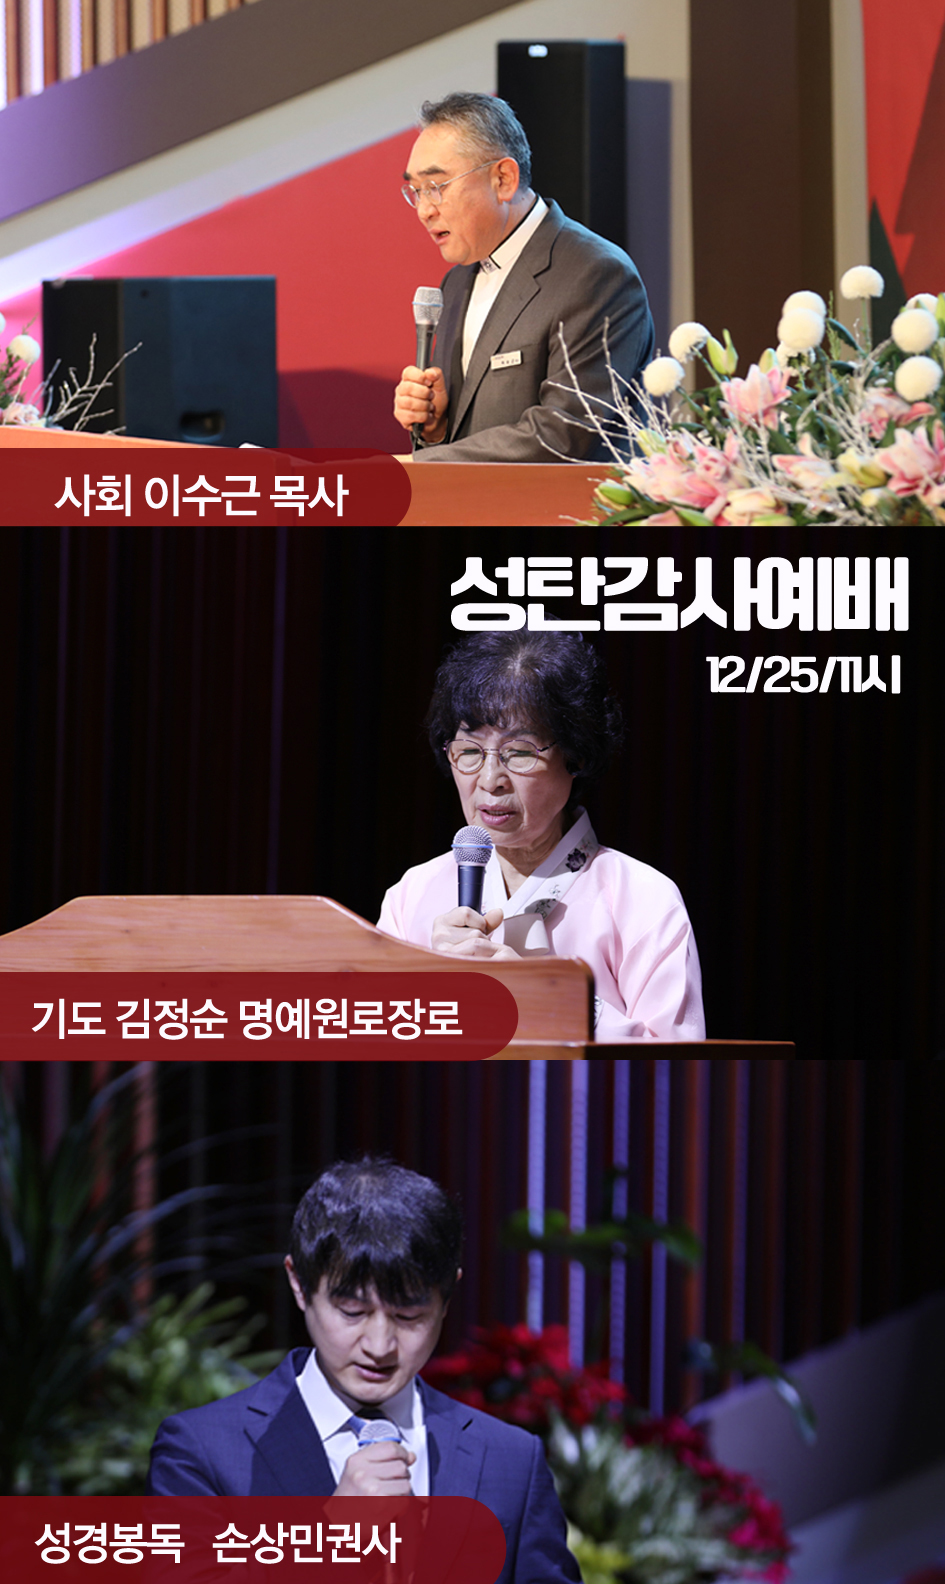 사회 이수근 목사
성탄감사예배
12/25/11시
기도 김정순 명예원로장로
성경봉독 손상민권사